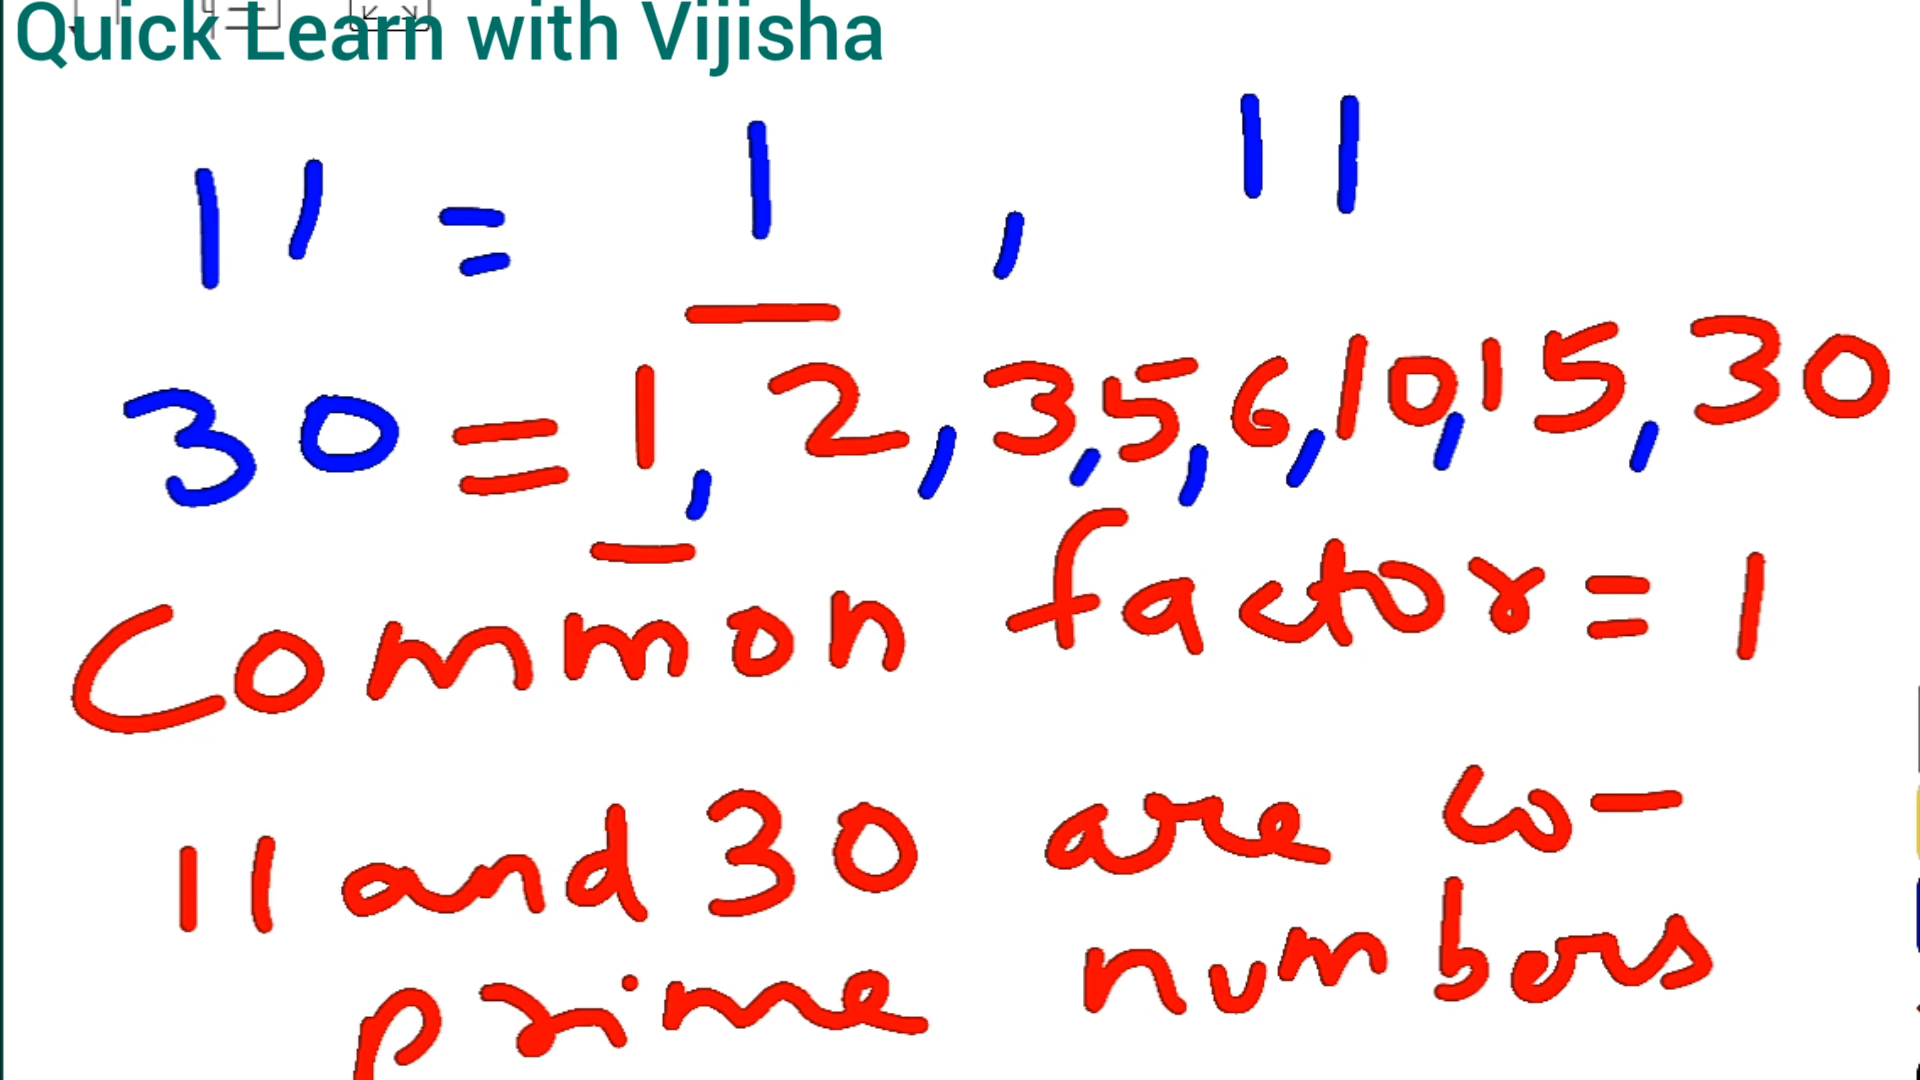 Quick Learn with Vijisha
11 = 1 , 11
30 = 1, 2, 3, 5, 6, 10, 15, 30
Common factor = 1
11 and 30 are co-
prime numbers